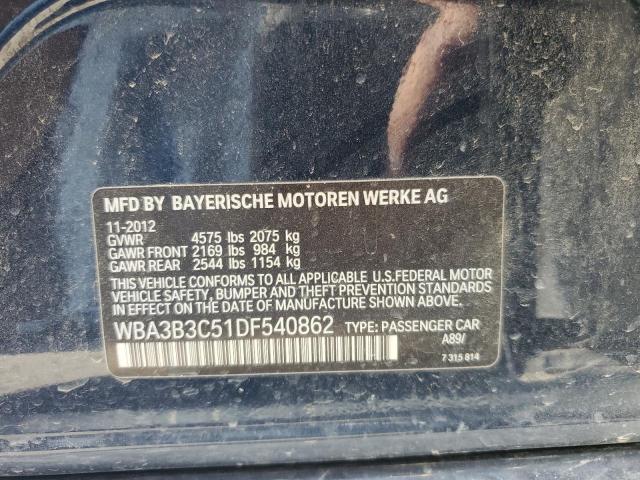 MFD BY BAYERISCHE MOTOREN WERKE AG
11-2012
GVWR 4575 lbs 2075 kg
GAWR FRONT 2169 lbs 984 kg
GAWR REAR 2544 lbs 1154 kg
THIS VEHICLE CONFORMS TO ALL APPLICABLE U.S.FEDERAL MOTOR
VEHICLE SAFETY, BUMPER AND THEFT PREVENTION STANDARDS
IN EFFECT ON THE DATE OF MANUFACTURE SHOWN ABOVE.
WBA3B3C51DF540862 TYPE: PASSENGER CAR
A89/
7 315 814